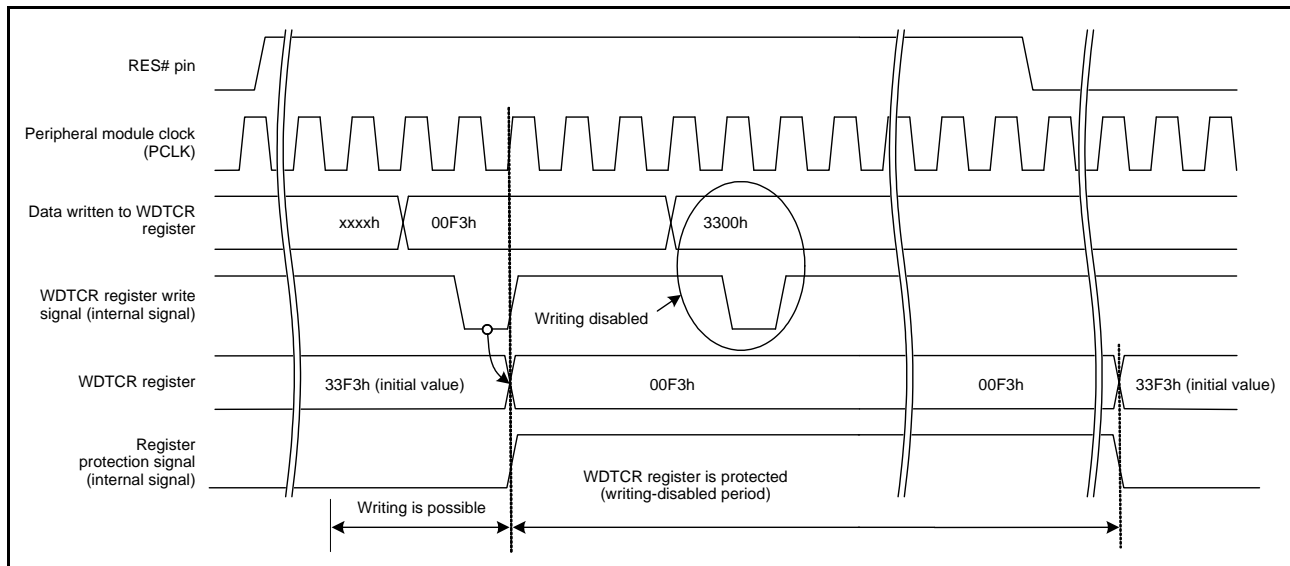 RES# pin
Peripheral module clock
(PCLK)
Data written to WDTCR
register
xxxxh
00F3h
3300h
WDTCR register write
signal (internal signal)
Writing disabled
WDTCR register
33F3h (initial value)
00F3h
00F3h
33F3h (initial value)
Register
protection signal
(internal signal)
WDTCR register is protected
(writing-disabled period)
Writing is possible